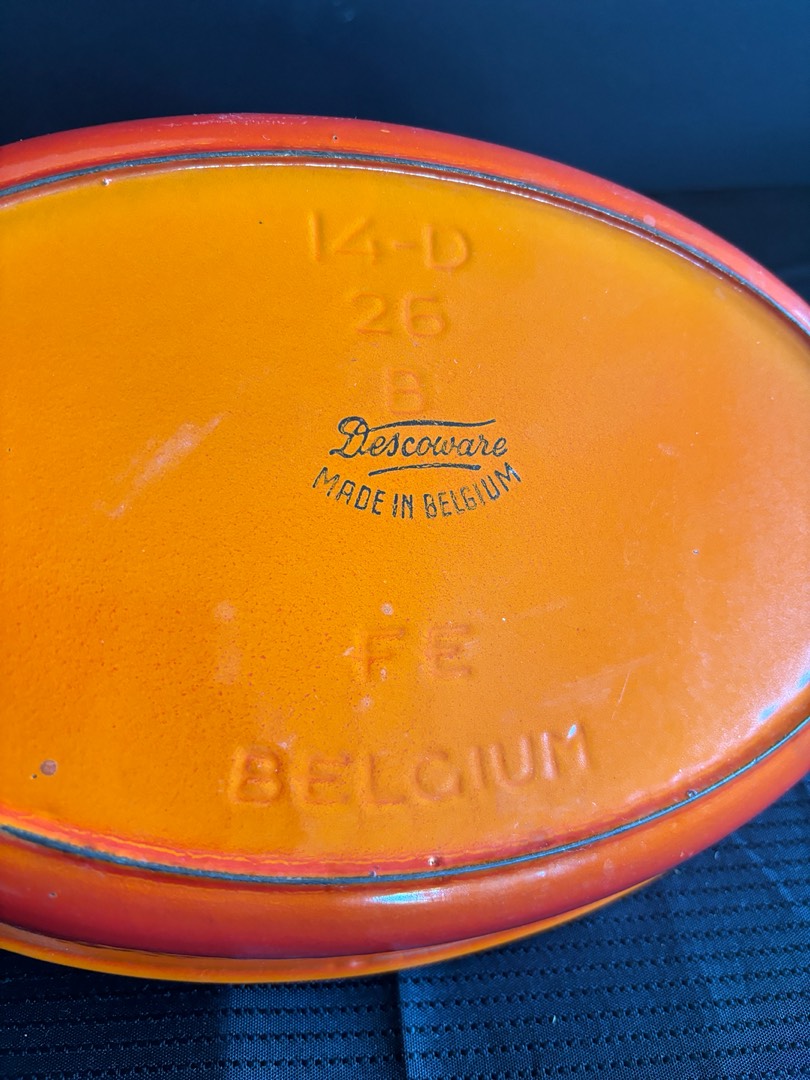 14-D
26
B
Descoware
MADE IN BELGIUM
FE
BELGIUM